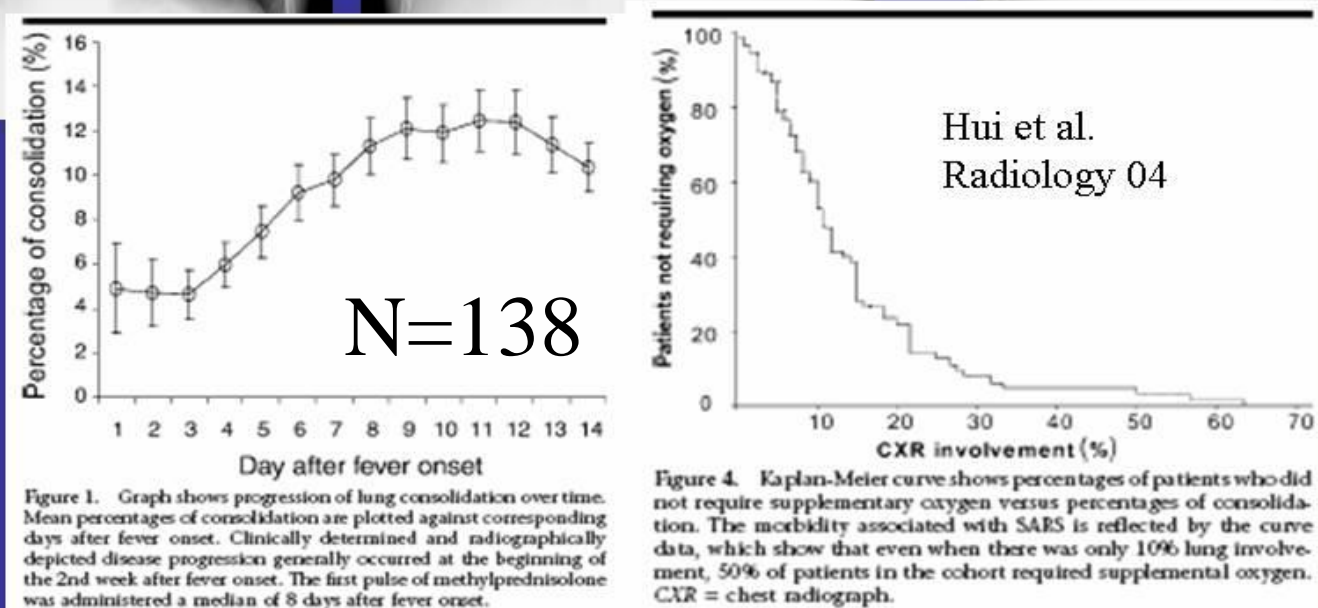 Percentage of consolidation (%)
16
14
12
10
8
6
4
2
0
N=138
1 2 3 4 5 6 7 8 9 10 11 12 13 14
Day after fever onset
Figure 1. Graph shows progression of lung consolidation over time.
Mean percentages of consolidation are plotted against corresponding
days after fever onset. Clinically determined and radiographically
depicted disease progression generally occurred at the beginning of
the 2nd week after fever onset. The first pulse of methylprednisolone
was administered a median of 8 days after fever onset.
Patients not requiring oxygen (%)
100
80
60
40
20
0
Hui et al.
Radiology 04
10 20 30 40 50 60 70
CXR involvement (%)
Figure 4. Kaplan-Meier curve shows percentages of patients who did
not require supplementary oxygen versus percentages of consolida-
tion. The morbidity associated with SARS is reflected by the curve
data, which show that even when there was only 10% lung involve-
ment, 50% of patients in the cohort required supplemental oxygen.
CXR = chest radiograph.